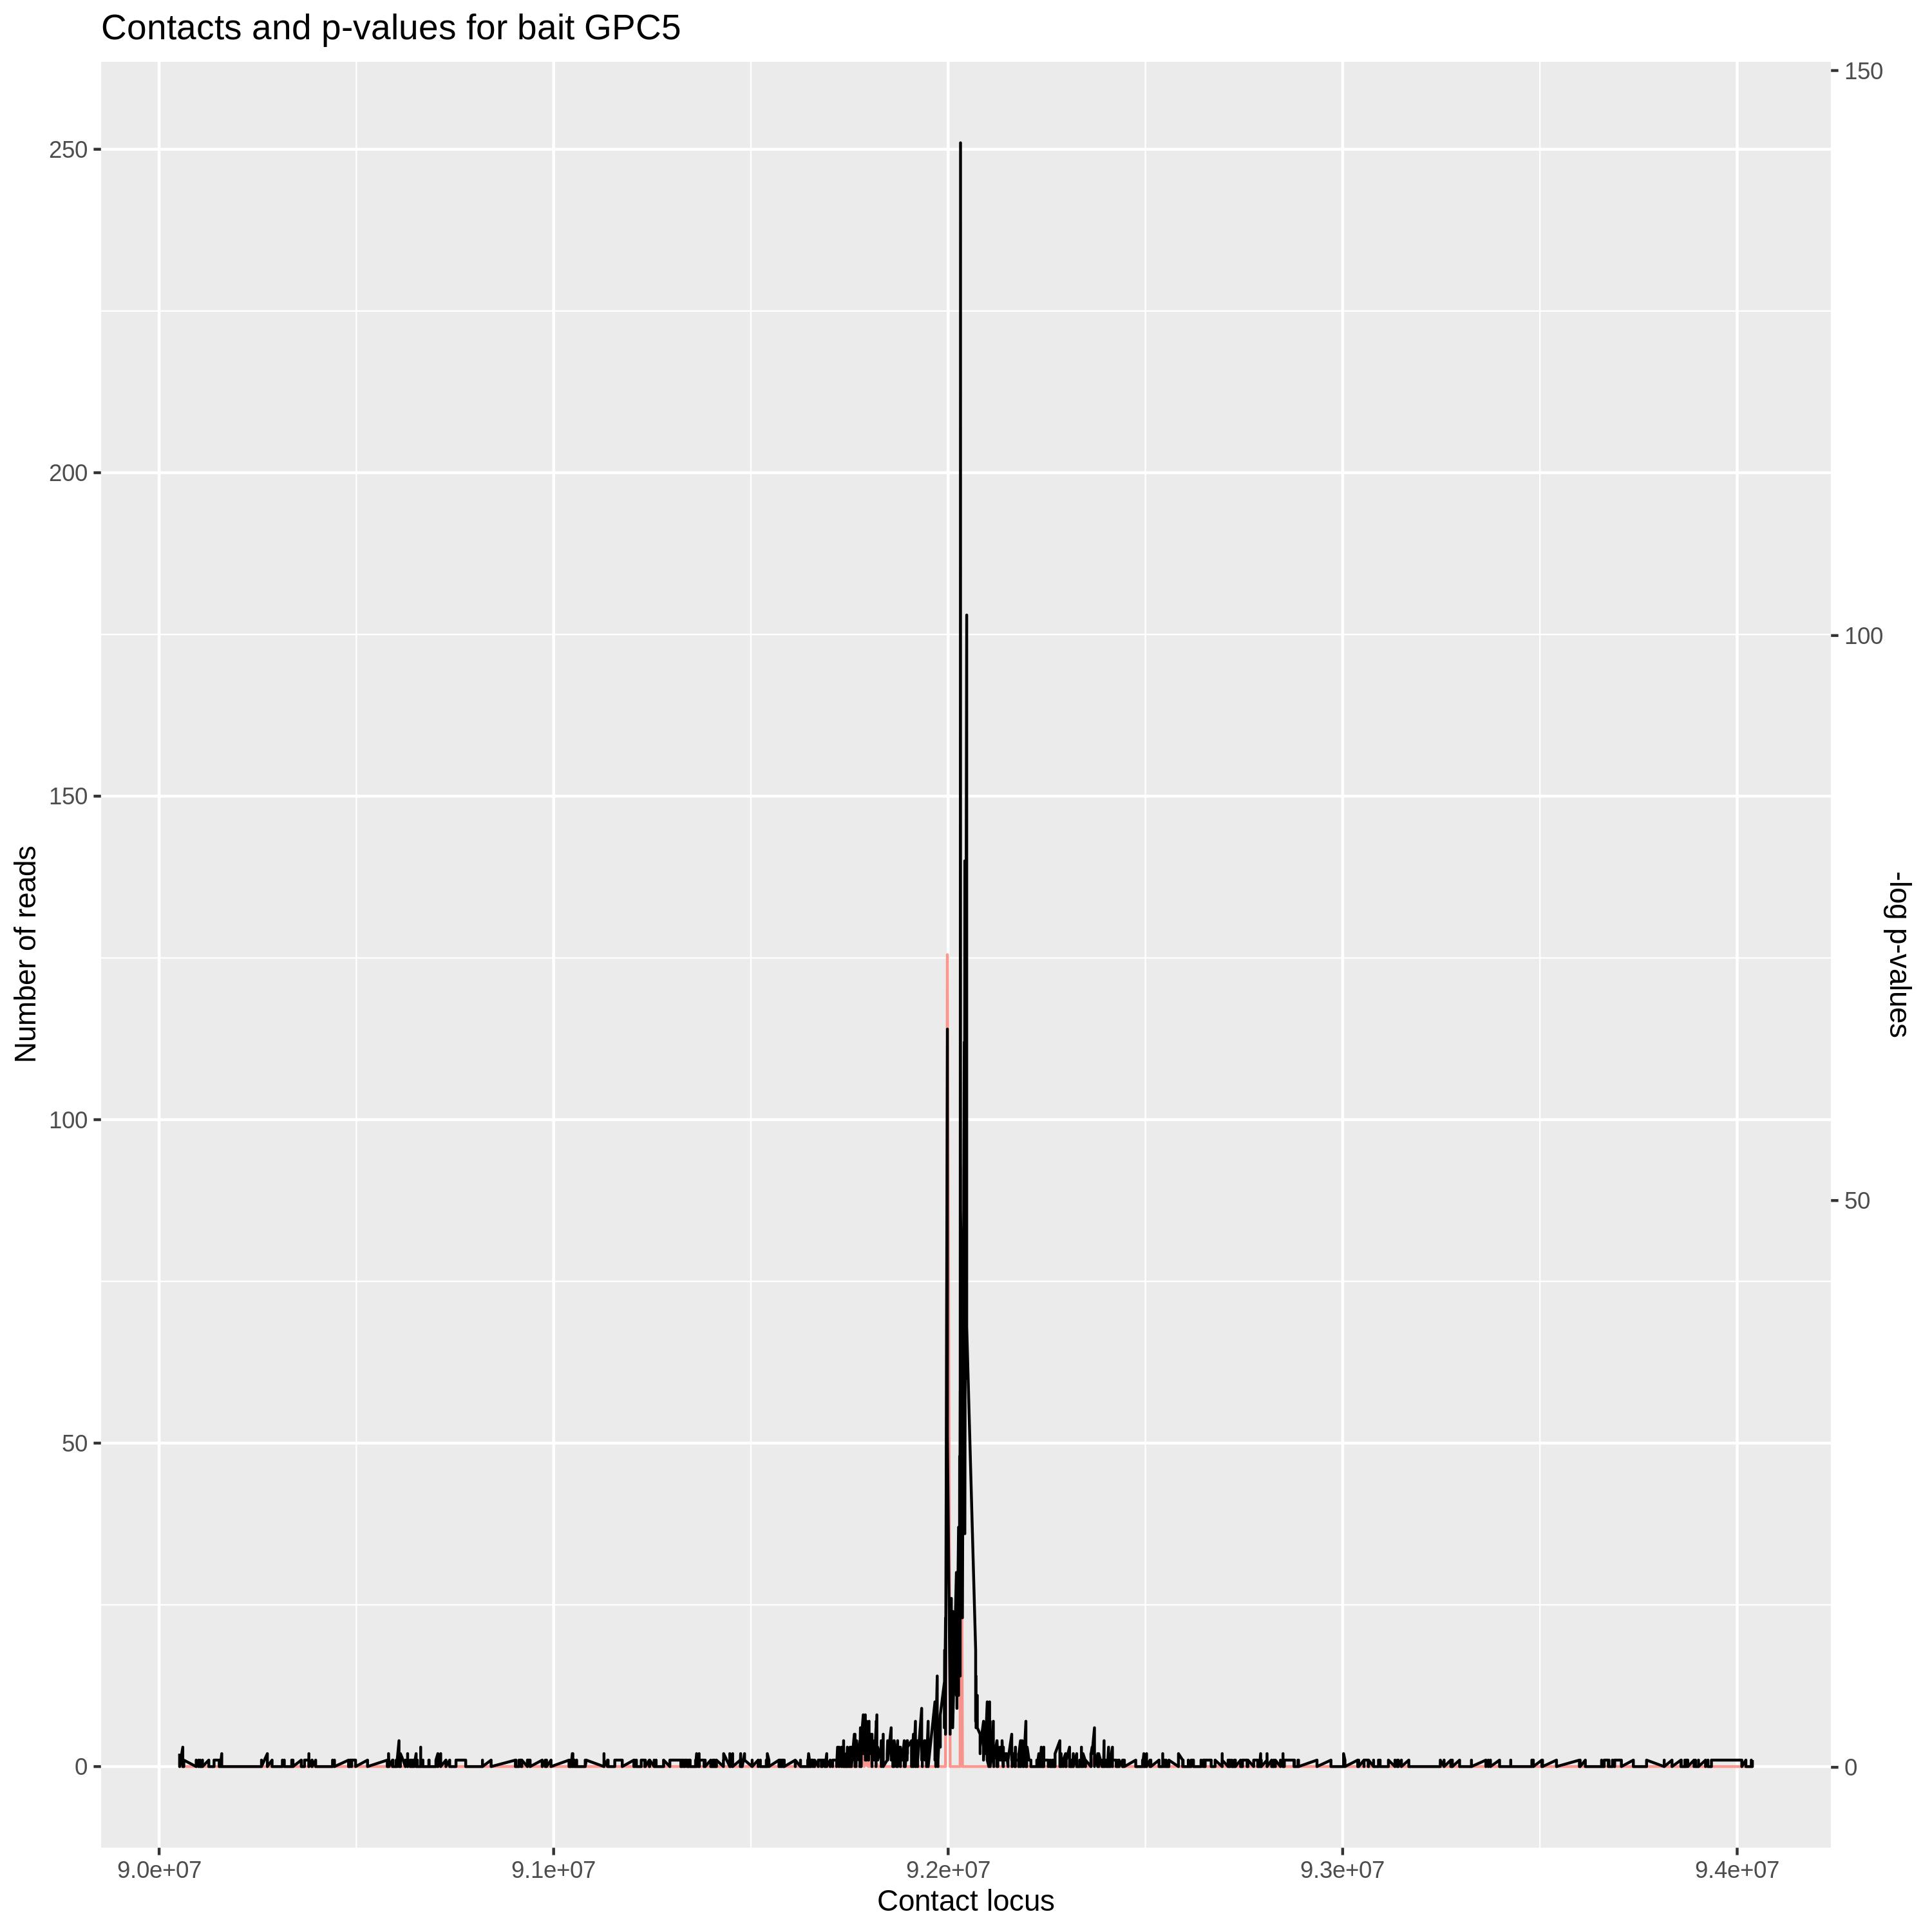 Contacts and p-values for bait GPC5
250
200
150
100
50
0
Number of reads
150
100
50
0
-log p-values
9.0e+07
9.1e+07
9.2e+07
9.3e+07
9.4e+07
Contact locus